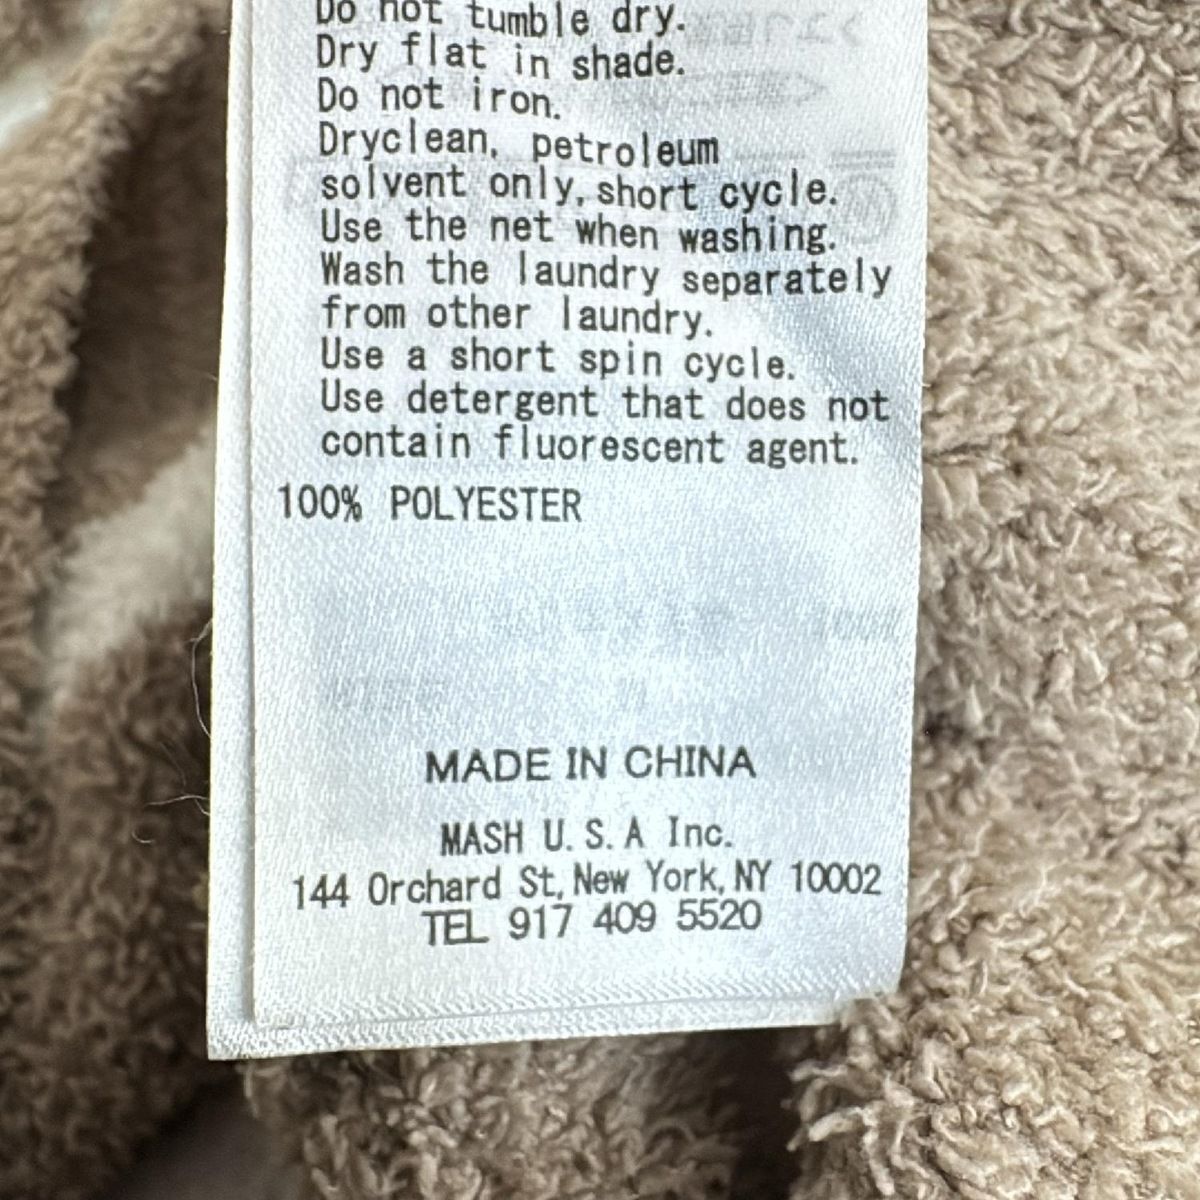 Do not tumble dry.
Dry flat in shade.
Do not iron.
Dryclean, petroleum
solvent only, short cycle.
Use the net when washing.
Wash the laundry separately
from other laundry.
Use a short spin cycle.
Use detergent that does not
contain fluorescent agent.
100% POLYESTER
MADE IN CHINA
MASH U.S.A Inc.
144 Orchard St, New York, NY 10002
TEL 917 409 5520